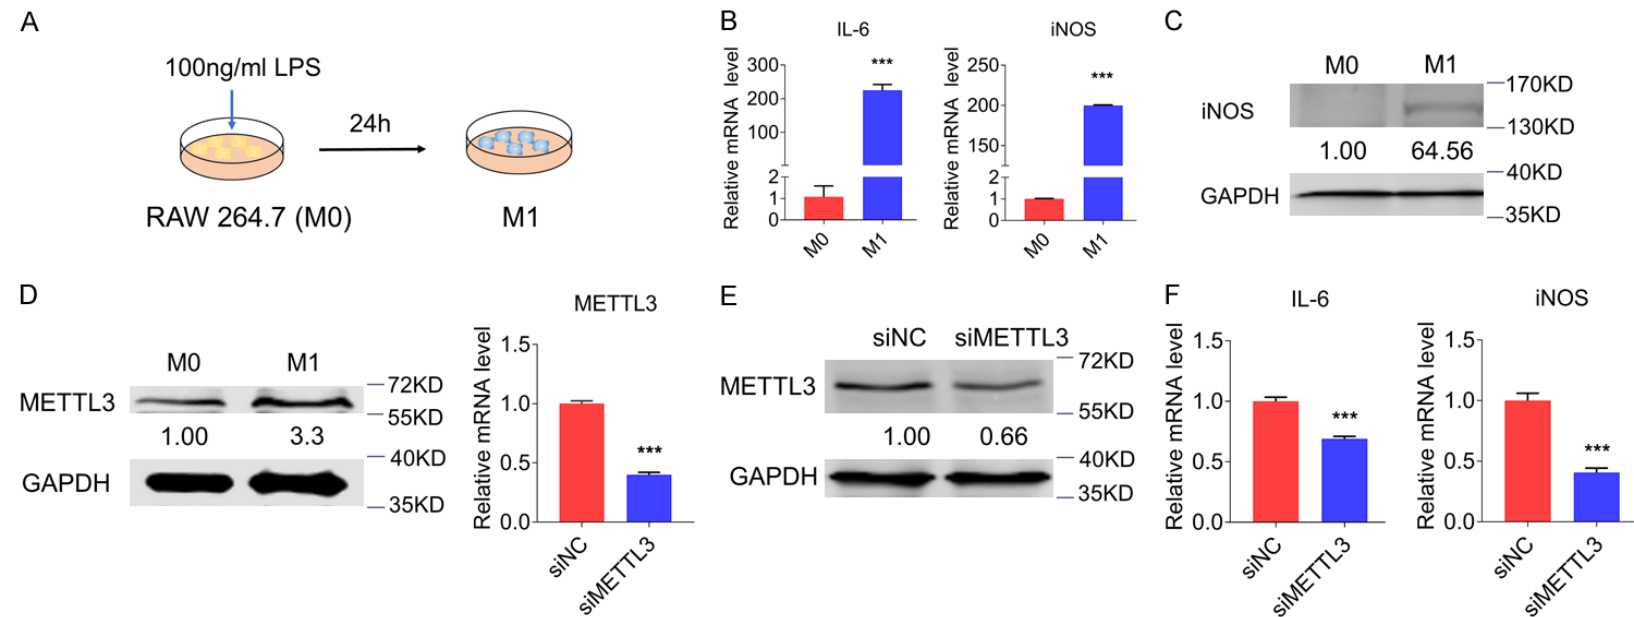 A
100ng/ml LPS
24h
RAW 264.7 (M0)
M1
B
IL-6
Relative mRNA level
300
200
100
2
1
0
***
M0
M1
iNOS
Relative mRNA level
250
200
150
2
1
0
***
M0
M1
C
M0
M1
iNOS
170KD
130KD
1.00
64.56
GAPDH
40KD
35KD
D
M0
M1
METTL3
72KD
55KD
1.00
3.3
GAPDH
40KD
35KD
METTL3
Relative mRNA level
1.5
1.0
0.5
0.0
***
siNC
siMETTL3
E
siNC
siMETTL3
METTL3
72KD
55KD
1.00
0.66
GAPDH
40KD
35KD
F
IL-6
Relative mRNA level
1.5
1.0
0.5
0.0
***
siNC
siMETTL3
iNOS
Relative mRNA level
1.5
1.0
0.5
0.0
***
siNC
siMETTL3